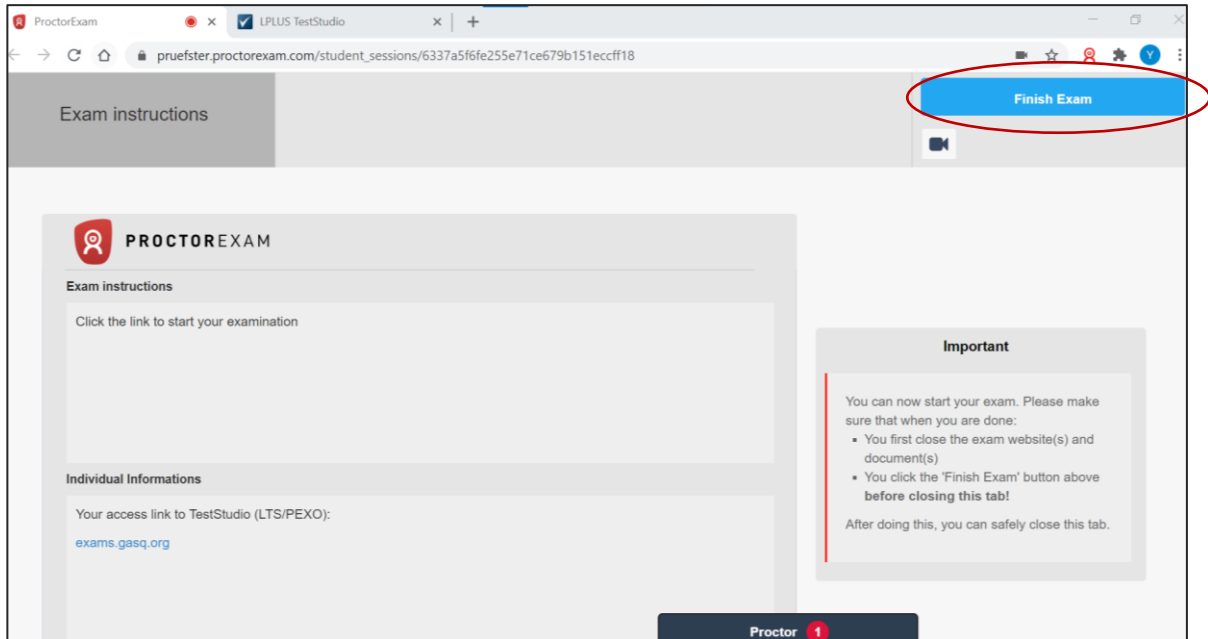 ProctorExam
LPLUS TestStudio
pruefster.proctorexam.com/student_sessions/6337a5f6fe255e71ce679b151eccff18
Y
Exam instructions
Finish Exam
PROCTOREXAM
Exam instructions
Click the link to start your examination
Individual Informations
Your access link to TestStudio (LTS/PEXO):
exams.gasq.org
Important
You can now start your exam. Please make
sure that when you are done:
▪ You first close the exam website(s) and
document(s)
▪ You click the 'Finish Exam' button above
before closing this tab!
After doing this, you can safely close this tab.
Proctor 1